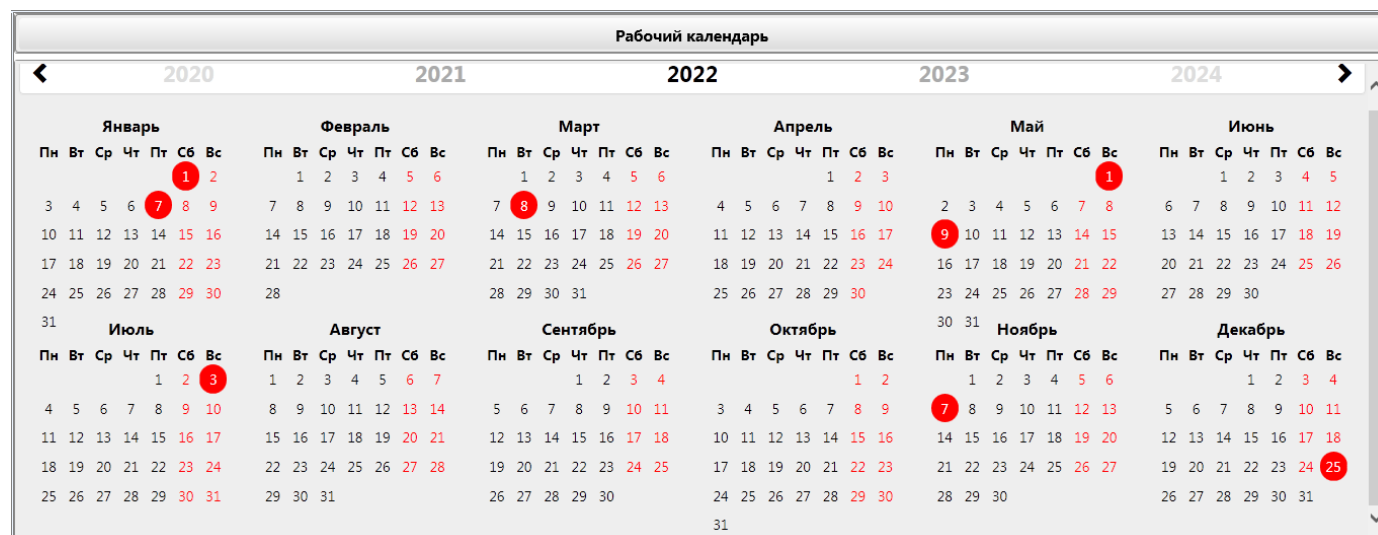 Рабочий календарь
2020 2021 2022 2023 2024
Январь Февраль Март Апрель Май Июнь
Пн Вт Ср Чт Пт Сб Вс Пн Вт Ср Чт Пт Сб Вс Пн Вт Ср Чт Пт Сб Вс Пн Вт Ср Чт Пт Сб Вс Пн Вт Ср Чт Пт Сб Вс Пн Вт Ср Чт Пт Сб Вс
1 2 1 2 3 4 5 6 1 2 3 4 5 6 1 2 3 1 1 2 3 4 5
3 4 5 6 7 8 9 7 8 9 10 11 12 13 7 8 9 10 11 12 13 4 5 6 7 8 9 10 2 3 4 5 6 7 8 6 7 8 9 10 11 12
10 11 12 13 14 15 16 14 15 16 17 18 19 20 14 15 16 17 18 19 20 11 12 13 14 15 16 17 9 10 11 12 13 14 15 13 14 15 16 17 18 19
17 18 19 20 21 22 23 21 22 23 24 25 26 27 21 22 23 24 25 26 27 18 19 20 21 22 23 24 16 17 18 19 20 21 22 20 21 22 23 24 25 26
24 25 26 27 28 29 30 28 28 29 30 31 25 26 27 28 29 30 23 24 25 26 27 28 29 27 28 29 30
31 30 31
Июль Август Сентябрь Октябрь Ноябрь Декабрь
Пн Вт Ср Чт Пт Сб Вс Пн Вт Ср Чт Пт Сб Вс Пн Вт Ср Чт Пт Сб Вс Пн Вт Ср Чт Пт Сб Вс Пн Вт Ср Чт Пт Сб Вс Пн Вт Ср Чт Пт Сб Вс
1 2 3 1 2 3 4 5 6 7 1 2 3 4 1 2 1 2 3 4 5 6 1 2 3 4
4 5 6 7 8 9 10 8 9 10 11 12 13 14 5 6 7 8 9 10 11 3 4 5 6 7 8 9 7 8 9 10 11 12 13 5 6 7 8 9 10 11
11 12 13 14 15 16 17 15 16 17 18 19 20 21 12 13 14 15 16 17 18 10 11 12 13 14 15 16 14 15 16 17 18 19 20 12 13 14 15 16 17 18
18 19 20 21 22 23 24 22 23 24 25 26 27 28 19 20 21 22 23 24 25 17 18 19 20 21 22 23 21 22 23 24 25 26 27 19 20 21 22 23 24 25
25 26 27 28 29 30 31 29 30 31 26 27 28 29 30 24 25 26 27 28 29 30 28 29 30 26 27 28 29 30 31
31